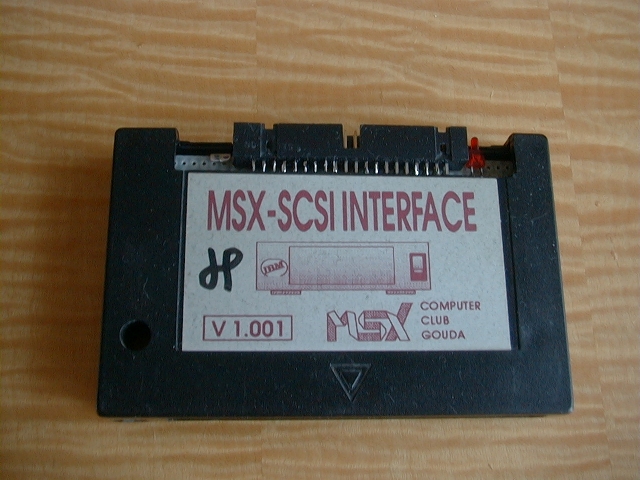 MSX-SCSI INTERFACE
V 1.001
MSX
COMPUTER
CLUB
GOUDA